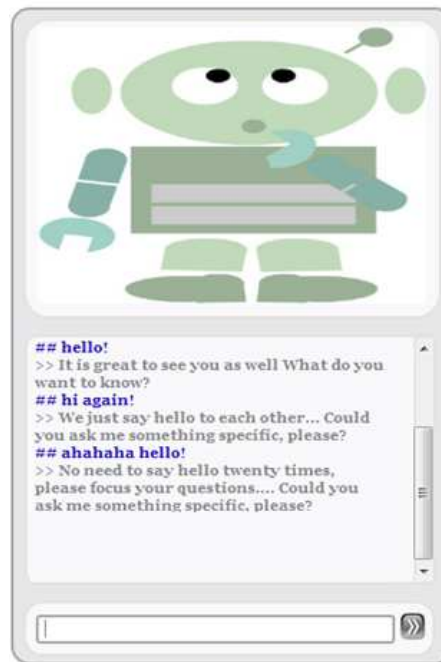 ## hello!
>> It is great to see you as well What do you
want to know?
## hi again!
>> We just say hello to each other... Could
you ask me something specific, please?
## ahahaha hello!
>> No need to say hello twenty times,
please focus your questions.... Could you
ask me something specific, please?